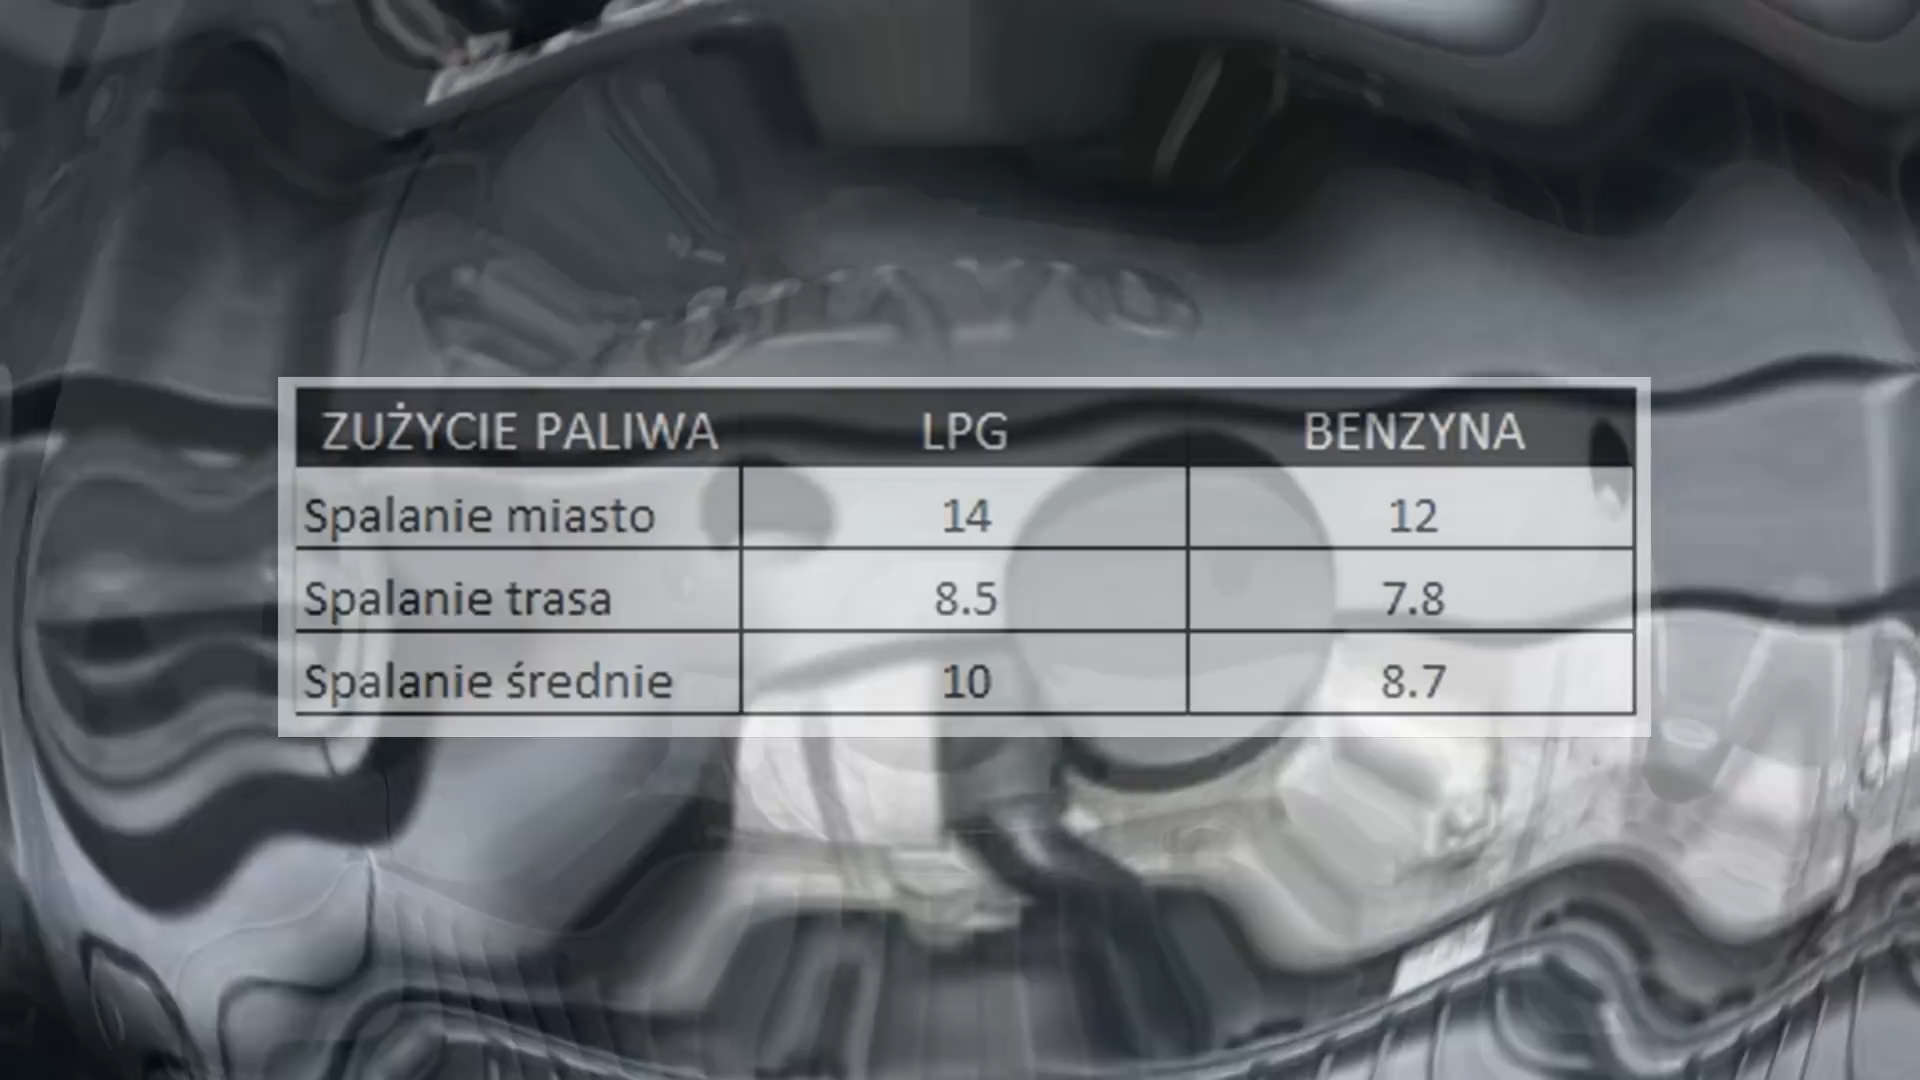 ZUŻYCIE PALIWA LPG BENZYNA
Spalanie miasto 14 12
Spalanie trasa 8.5 7.8
Spalanie średnie 10 8.7